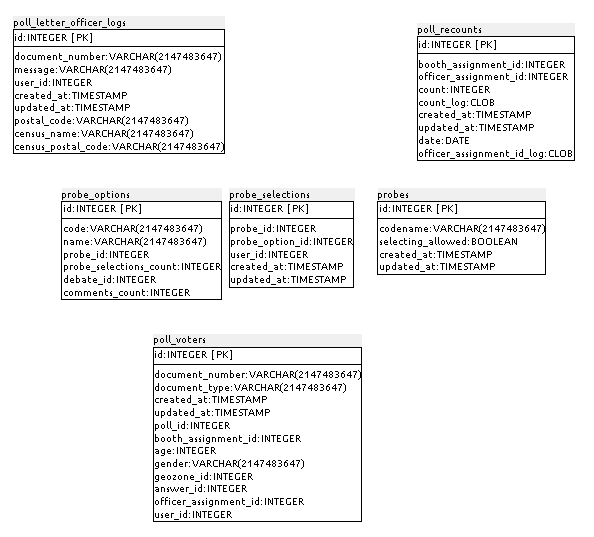 poll_letter_officer_logs
id:INTEGER [PK]
document_number:VARCHAR(2147483647)
message:VARCHAR(2147483647)
user_id:INTEGER
created_at:TIMESTAMP
updated_at:TIMESTAMP
postal_code:VARCHAR(2147483647)
census_name:VARCHAR(2147483647)
census_postal_code:VARCHAR(2147483647)
poll_recounts
id:INTEGER [PK]
booth_assignment_id:INTEGER
officer_assignment_id:INTEGER
count:INTEGER
count_log:CLOB
created_at:TIMESTAMP
updated_at:TIMESTAMP
date:DATE
officer_assignment_id_log:CLOB
probe_options
id:INTEGER [PK]
code:VARCHAR(2147483647)
name:VARCHAR(2147483647)
probe_id:INTEGER
probe_selections_count:INTEGER
debate_id:INTEGER
comments_count:INTEGER
probe_selections
id:INTEGER [PK]
probe_id:INTEGER
probe_option_id:INTEGER
user_id:INTEGER
created_at:TIMESTAMP
updated_at:TIMESTAMP
probes
id:INTEGER [PK]
codename:VARCHAR(2147483647)
selecting_allowed:BOOLEAN
created_at:TIMESTAMP
updated_at:TIMESTAMP
poll_voters
id:INTEGER [PK]
document_number:VARCHAR(2147483647)
document_type:VARCHAR(2147483647)
created_at:TIMESTAMP
updated_at:TIMESTAMP
poll_id:INTEGER
booth_assignment_id:INTEGER
age:INTEGER
gender:VARCHAR(2147483647)
geozone_id:INTEGER
answer_id:INTEGER
officer_assignment_id:INTEGER
user_id:INTEGER